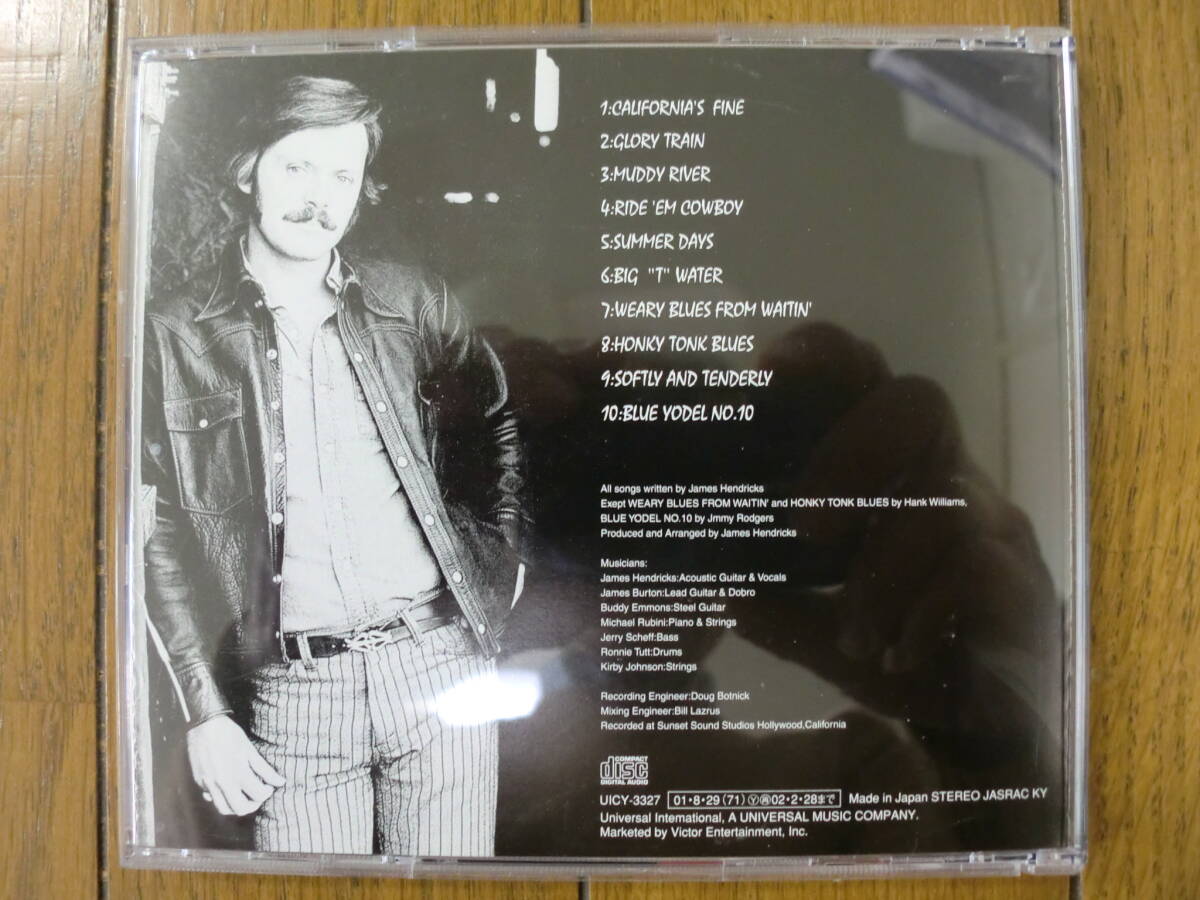 1:CALIFORNIA'S FINE
2:GLORY TRAIN
3:MUDDY RIVER
4:RIDE 'EM COWBOY
5:SUMMER DAYS
6:BIG "T" WATER
7:WEARY BLUES FROM WAITIN'
8:HONKY TONK BLUES
9:SOFTLY AND TENDERLY
10:BLUE YODEL NO.10
All songs written by James Hendricks
Exept WEARY BLUES FROM WAITIN' and HONKY TONK BLUES by Hank Williams,
BLUE YODEL NO.10 by Jmmy Rodgers
Produced and Arranged by James Hendricks
Musicians:
James Hendricks:Acoustic Guitar & Vocals
James Burton:Lead Guitar & Dobro
Buddy Emmons:Steel Guitar
Michael Rubini:Piano & Strings
Jerry Scheff:Bass
Ronnie Tutt:Drums
Kirby Johnson:Strings
Recording Engineer:Doug Botnick
Mixing Engineer:Bill Lazrus
Recorded at Sunset Sound Studios Hollywood,California
COMPACT
disc
DIGITAL AUDIO
UICY-3327 01・8・29(71)Ⓨ㊞02・2・28まで Made in Japan STEREO JASRAC KY
Universal International, A UNIVERSAL MUSIC COMPANY.
Marketed by Victor Entertainment, Inc.